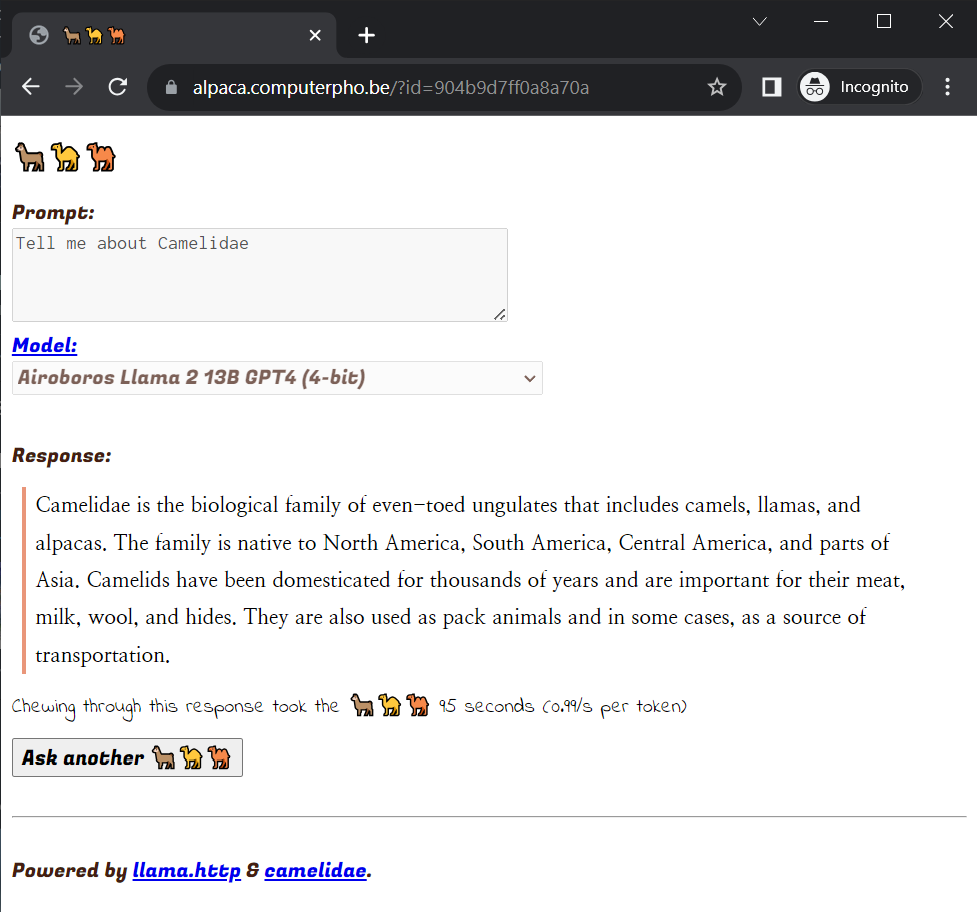 🦙🐪🐫
alpaca.computerpho.be/?id=904b9d7ff0a8a70a
Incognito
🦙🐪🐫
Prompt:
Tell me about Camelidae
Model:
Airoboros Llama 2 13B GPT4 (4-bit)
Response:
Camelidae is the biological family of even-toed ungulates that includes camels, llamas, and
alpacas. The family is native to North America, South America, Central America, and parts of
Asia. Camelids have been domesticated for thousands of years and are important for their meat,
milk, wool, and hides. They are also used as pack animals and in some cases, as a source of
transportation.
Chewing through this response took the 🦙🐪🐫 95 seconds (0.99/s per token)
Ask another 🦙🐪🐫
Powered by llama.http & camelidae.